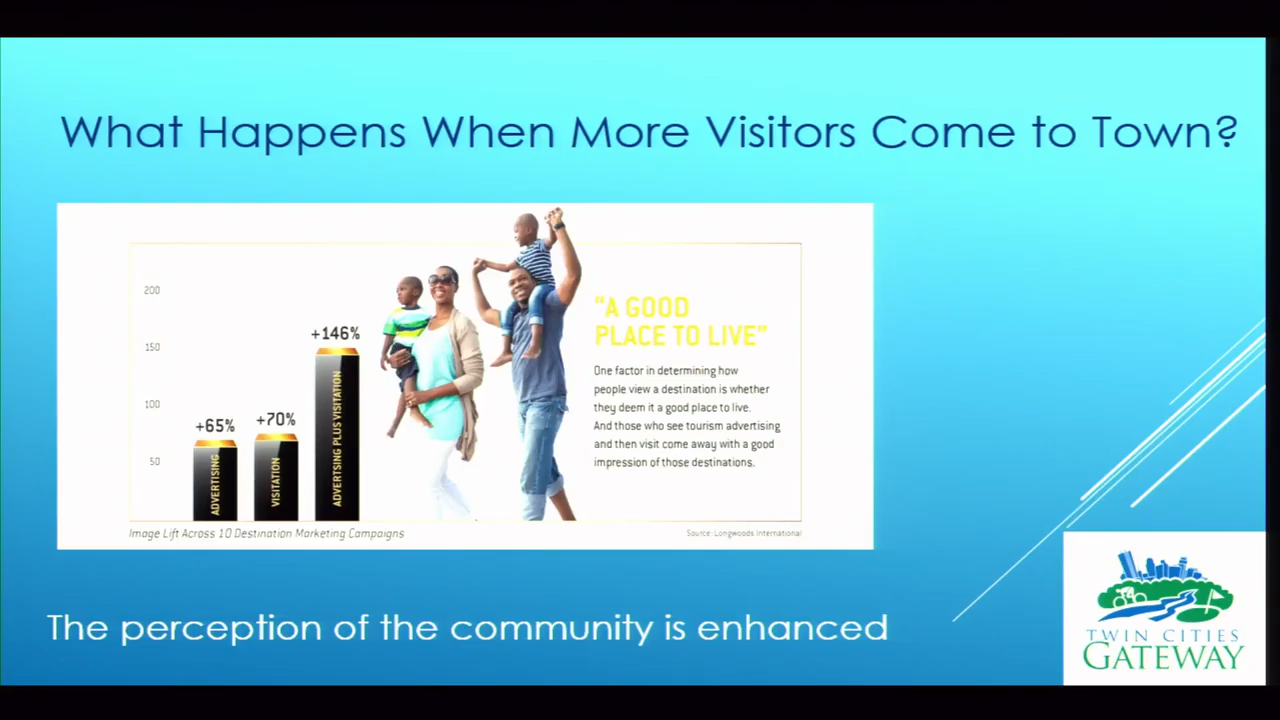 What Happens When More Visitors Come to Town?
200
150
100
50
+65%
+70%
+146%
ADVERTISING
VISITATION
ADVERTSING PLUS VISITATION
"A GOOD
PLACE TO LIVE"
One factor in determining how
people view a destination is whether
they deem it a good place to live.
And those who see tourism advertising
and then visit come away with a good
impression of those destinations.
Image Lift Across 10 Destination Marketing Campaigns
Source: Longwoods International
The perception of the community is enhanced
TWIN CITIES
GATEWAY